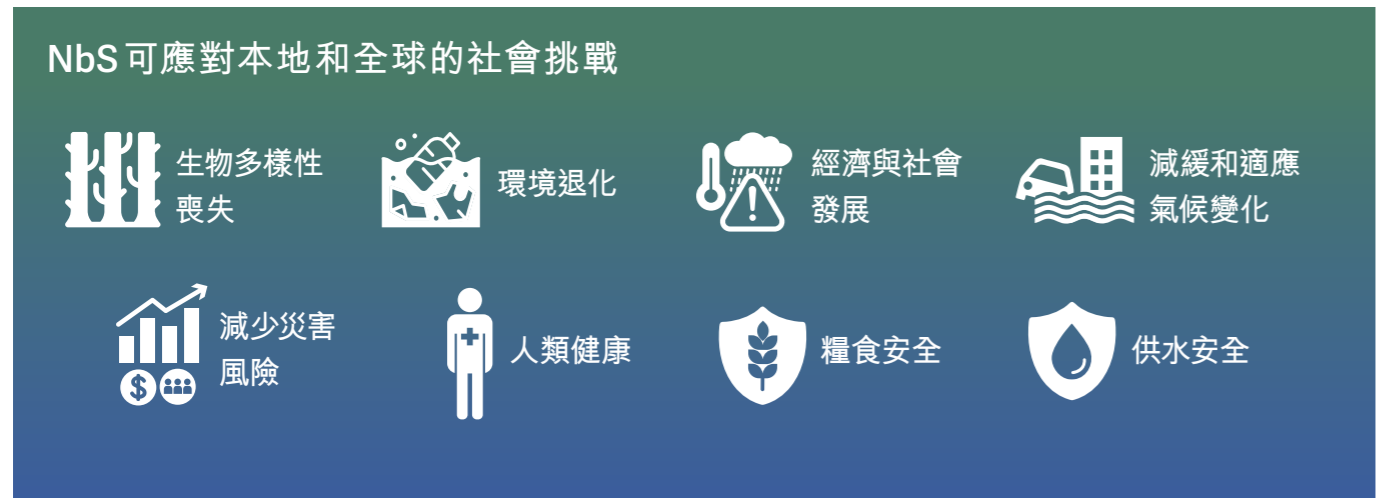 NbS可應對本地和全球的社會挑戰
生物多樣性
喪失
環境退化
經濟與社會
發展
減緩和適應
氣候變化
減少災害
風險
人類健康
糧食安全
供水安全
$